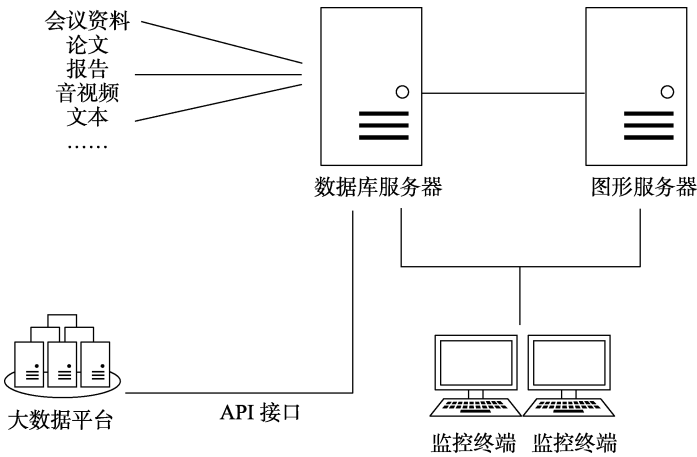 会议资料
论文
报告
音视频
文本
……
数据库服务器
图形服务器
大数据平台
API 接口
监控终端 监控终端